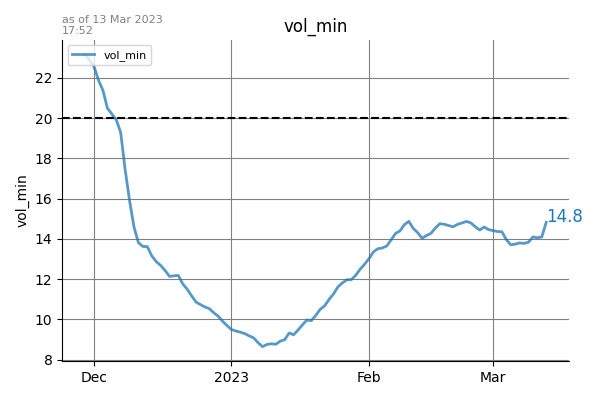 as of 13 Mar 2023
17:52
vol_min
vol_min
22
20
18
16
14
12
10
8
vol_min
14.8
Dec
2023
Feb
Mar